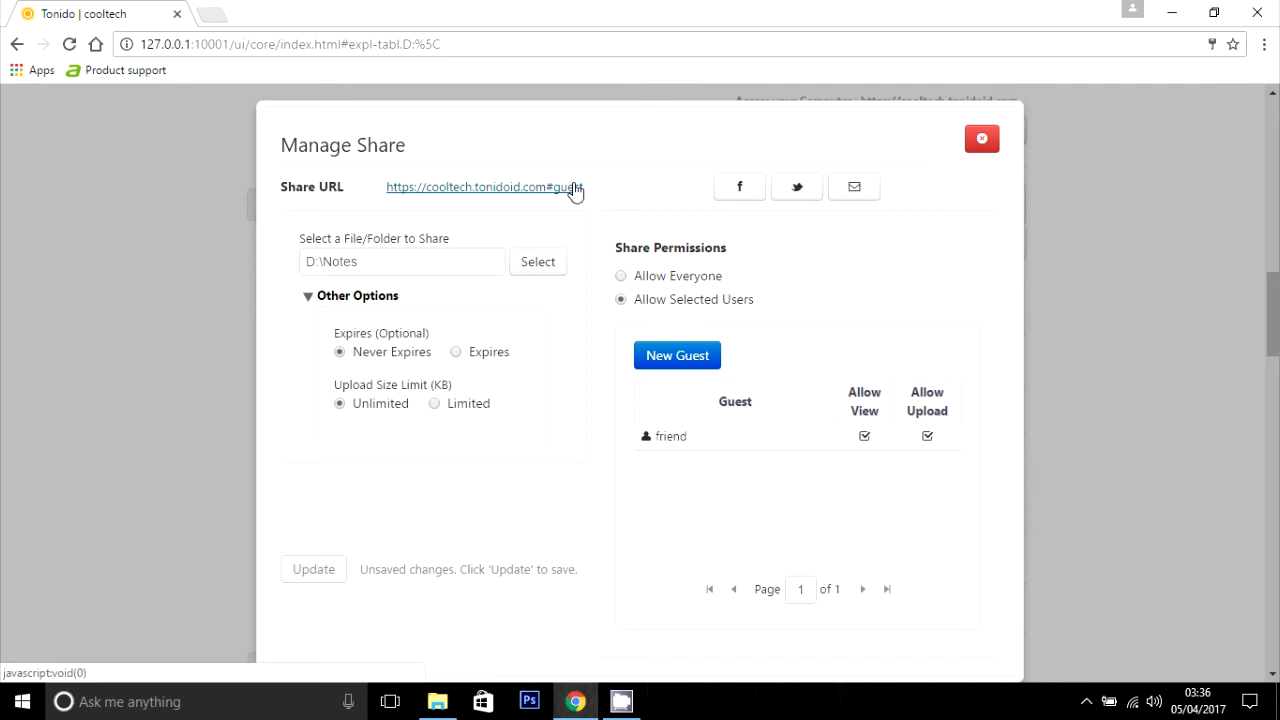 Tonido | cooltech
127.0.0.1:10001/ui/core/index.html#expl-tabl.D:%5C
Apps
Product support
Manage Share
Share URL
https://cooltech.tonidoid.com#guest
f
Select a File/Folder to Share
D:\Notes
Select
Other Options
Expires (Optional)
Never Expires
Expires
Upload Size Limit (KB)
Unlimited
Limited
Update
Unsaved changes. Click 'Update' to save.
Share Permissions
Allow Everyone
Allow Selected Users
New Guest
Guest
Allow View
Allow Upload
friend
Page 1 of 1
javascript:void(0)
Ask me anything
Ps
03:36
05/04/2017